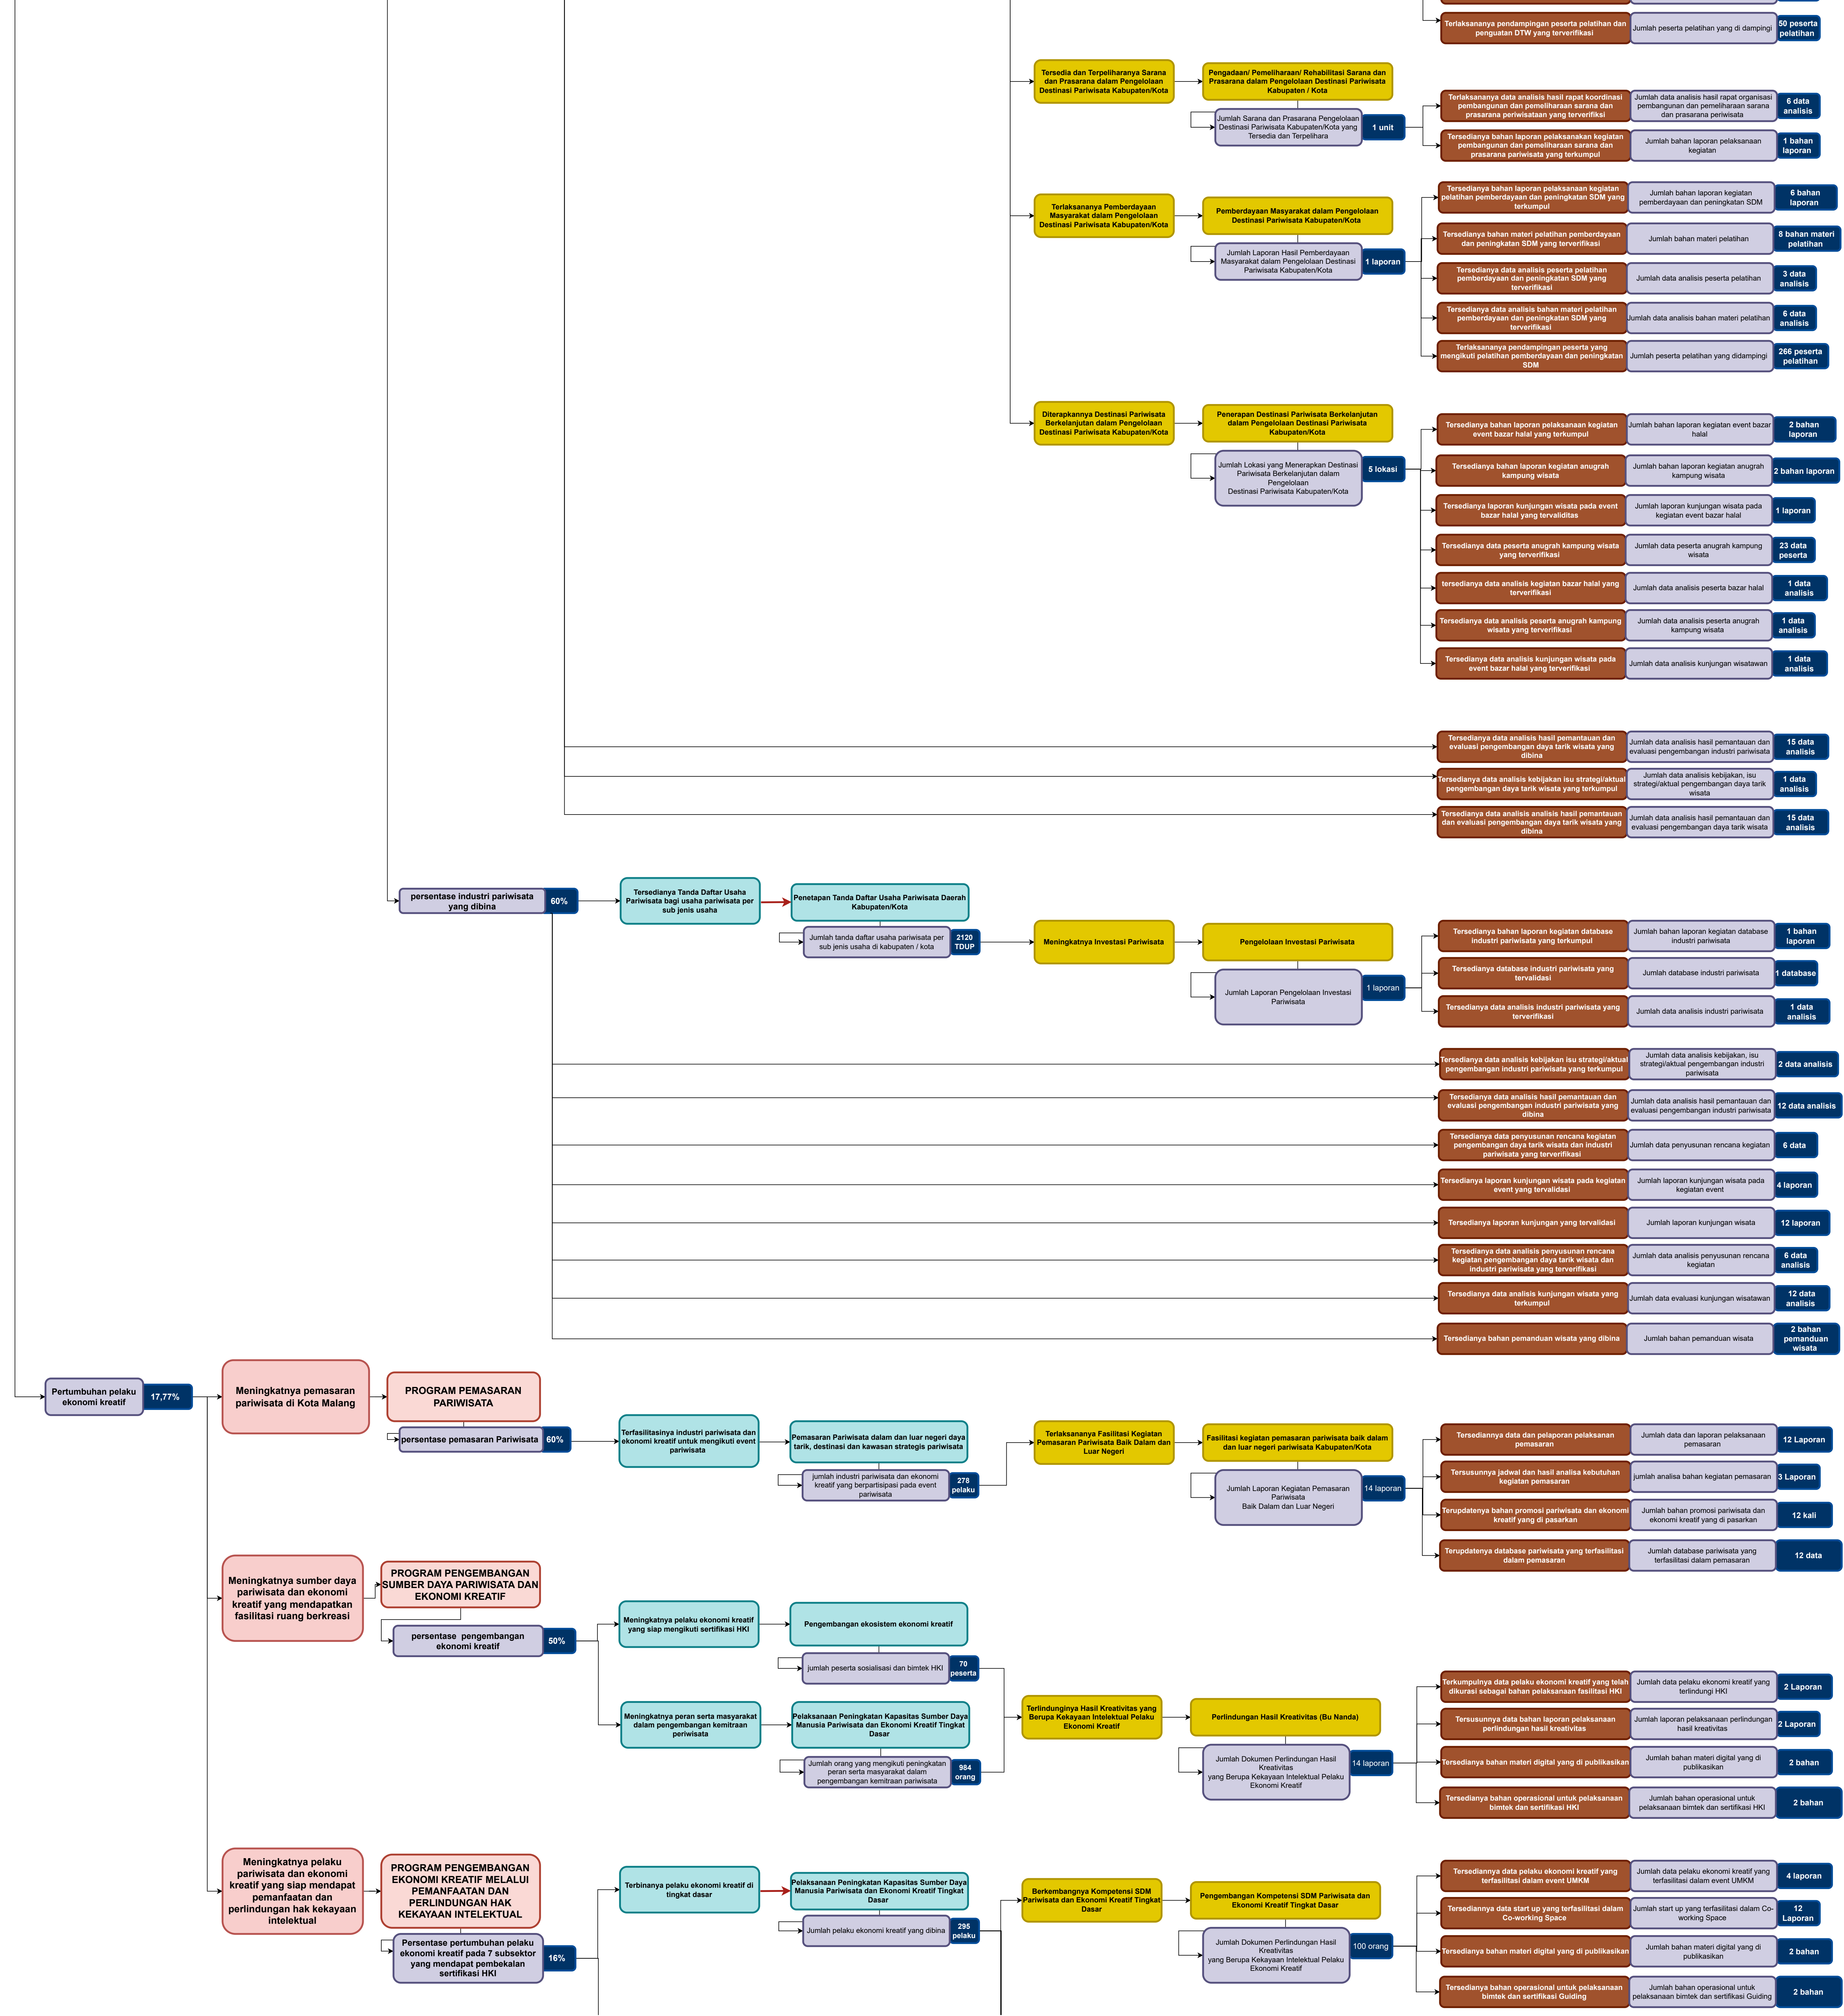 Terlaksananya pendampingan peserta pelatihan dan
penguatan DTW yang terverifikasi
Jumlah peserta pelatihan yang di dampingi
50 peserta
pelatihan
Tersedia dan Terpeliharanya Sarana
dan Prasarana dalam Pengelolaan
Destinasi Pariwisata Kabupaten/Kota
Pengadaan/ Pemeliharaan/ Rehabilitasi Sarana dan
Prasarana dalam Pengelolaan Destinasi Pariwisata
Kabupaten / Kota
Jumlah Sarana dan Prasarana Pengelolaan
Destinasi Pariwisata Kabupaten/Kota yang
Tersedia dan Terpelihara
1 unit
Terlaksananya data analisis hasil rapat koordinasi
pembangunan dan pemeliharaan sarana dan
prasarana periwisataan yang terverifiksi
Jumlah data analisis hasil rapat organisasi
pembangunan dan pemeliharaan sarana
dan prasarana periwisata
6 data
analisis
Tersedianya bahan laporan pelaksanakan kegiatan
pembangunan dan pemeliharaan sarana dan
prasarana pariwisata yang terkumpul
Jumlah bahan laporan pelaksanaan
kegiatan
1 bahan
laporan
Terlaksananya Pemberdayaan
Masyarakat dalam Pengelolaan
Destinasi Pariwisata Kabupaten/Kota
Pemberdayaan Masyarakat dalam Pengelolaan
Destinasi Pariwisata Kabupaten/Kota
Jumlah Laporan Hasil Pemberdayaan
Masyarakat dalam Pengelolaan Destinasi
Pariwisata Kabupaten/Kota
1 laporan
Tersedianya bahan laporan pelaksanaan kegiatan
pelatihan pemberdayaan dan peningkatan SDM yang
terkumpul
Jumlah bahan laporan kegiatan
pemberdayaan dan peningkatan SDM
6 bahan
laporan
Tersedianya bahan materi pelatihan pemberdayaan
dan peningkatan SDM yang terverifikasi
Jumlah bahan materi pelatihan
8 bahan materi
pelatihan
Tersedianya data analisis peserta pelatihan
pemberdayaan dan peningkatan SDM yang
terverifikasi
Jumlah data analisis peserta pelatihan
3 data
analisis
Tersedianya data analisis bahan materi pelatihan
pemberdayaan dan peningkatan SDM yang
terverifikasi
Jumlah data analisis bahan materi pelatihan
6 data
analisis
Terlaksananya pendampingan peserta yang
mengikuti pelatihan pemberdayaan dan peningkatan
SDM
Jumlah peserta pelatihan yang didampingi
266 peserta
pelatihan
Diterapkannya Destinasi Pariwisata
Berkelanjutan dalam Pengelolaan
Destinasi Pariwisata Kabupaten/Kota
Penerapan Destinasi Pariwisata Berkelanjutan
dalam Pengelolaan Destinasi Pariwisata
Kabupaten/Kota
Jumlah Lokasi yang Menerapkan Destinasi
Pariwisata Berkelanjutan dalam
Pengelolaan
Destinasi Pariwisata Kabupaten/Kota
5 lokasi
Tersedianya bahan laporan pelaksanaan kegiatan
event bazar halal yang terkumpul
Jumlah bahan laporan kegiatan event bazar
halal
2 bahan
laporan
Tersedianya bahan laporan kegiatan anugrah
kampung wisata
Jumlah bahan laporan kegiatan anugrah
kampung wisata
2 bahan laporan
Tersedianya laporan kunjungan wisata pada event
bazar halal yang tervaliditas
Jumlah laporan kunjungan wisata pada
kegiatan event bazar halal
1 laporan
Tersedianya data peserta anugrah kampung wisata
yang terverifikasi
Jumlah data peserta anugrah kampung
wisata
23 data
peserta
tersedianya data analisis kegiatan bazar halal yang
terverifikasi
Jumlah data analisis peserta bazar halal
1 data
analisis
Tersedianya data analisis peserta anugrah kampung
wisata yang terverifikasi
Jumlah data analisis peserta anugrah
kampung wisata
1 data
analisis
Tersedianya data analisis kunjungan wisata pada
event bazar halal yang terverifikasi
Jumlah data analisis kunjungan wisatawan
1 data
analisis
Tersedianya data analisis hasil pemantauan dan
evaluasi pengembangan daya tarik wisata yang
dibina
Jumlah data analisis hasil pemantauan dan
evaluasi pengembangan industri pariwisata
15 data
analisis
Tersedianya data analisis kebijakan isu strategi/aktual
pengembangan daya tarik wisata yang terkumpul
Jumlah data analisis kebijakan, isu
strategi/aktual pengembangan daya tarik
wisata
1 data
analisis
Tersedianya data analisis analisis hasil pemantauan
dan evaluasi pengembangan daya tarik wisata yang
dibina
Jumlah data analisis hasil pemantauan dan
evaluasi pengembangan daya tarik wisata
15 data
analisis
persentase industri pariwisata
yang dibina
60%
Tersedianya Tanda Daftar Usaha
Pariwisata bagi usaha pariwisata per
sub jenis usaha
Penetapan Tanda Daftar Usaha Pariwisata Daerah
Kabupaten/Kota
Jumlah tanda daftar usaha pariwisata per
sub jenis usaha di kabupaten / kota
2120
TDUP
Meningkatnya Investasi Pariwisata
Pengelolaan Investasi Pariwisata
Jumlah Laporan Pengelolaan Investasi
Pariwisata
1 laporan
Tersedianya bahan laporan kegiatan database
industri pariwisata yang terkumpul
Jumlah bahan laporan kegiatan database
industri pariwisata
1 bahan
laporan
Tersedianya database industri pariwisata yang
tervalidasi
Jumlah database industri pariwisata
1 database
Tersedianya data analisis industri pariwisata yang
terverifikasi
Jumlah data analisis industri pariwisata
1 data
analisis
Tersedianya data analisis kebijakan isu strategi/aktual
pengembangan industri pariwisata yang terkumpul
Jumlah data analisis kebijakan, isu
strategi/aktual pengembangan industri
pariwisata
2 data analisis
Tersedianya data analisis hasil pemantauan dan
evaluasi pengembangan industri pariwisata yang
dibina
Jumlah data analisis hasil pemantauan dan
evaluasi pengembangan industri pariwisata
12 data analisis
Tersedianya data penyusunan rencana kegiatan
pengembangan daya tarik wisata dan industri
pariwisata yang terverifikasi
Jumlah data penyusunan rencana kegiatan
6 data
Tersedianya laporan kunjungan wisata pada kegiatan
event yang tervalidasi
Jumlah laporan kunjungan wisata pada
kegiatan event
4 laporan
Tersedianya laporan kunjungan yang tervalidasi
Jumlah laporan kunjungan wisata
12 laporan
Tersedianya data analisis penyusunan rencana
kegiatan pengembangan daya tarik wisata dan
industri pariwisata yang terverifikasi
Jumlah data analisis penyusunan rencana
kegiatan
6 data
analisis
Tersedianya data analisis kunjungan wisata yang
terkumpul
Jumlah data evaluasi kunjungan wisatawan
12 data
analisis
Tersedianya bahan pemanduan wisata yang dibina
Jumlah bahan pemanduan wisata
2 bahan
pemanduan
wisata
Pertumbuhan pelaku
ekonomi kreatif
17,77%
Meningkatnya pemasaran
pariwisata di Kota Malang
PROGRAM PEMASARAN
PARIWISATA
persentase pemasaran Pariwisata
60%
Terfasilitasinya industri pariwisata dan
ekonomi kreatif untuk mengikuti event
pariwisata
Pemasaran Pariwisata dalam dan luar negeri daya
tarik, destinasi dan kawasan strategis pariwisata
jumlah industri pariwisata dan ekonomi
kreatif yang berpartisipasi pada event
pariwisata
278
pelaku
Terlaksananya Fasilitasi Kegiatan
Pemasaran Pariwisata Baik Dalam dan
Luar Negeri
Fasilitasi kegiatan pemasaran pariwisata baik dalam
dan luar negeri pariwisata Kabupaten/Kota
Jumlah Laporan Kegiatan Pemasaran
Pariwisata
Baik Dalam dan Luar Negeri
14 laporan
Tersediannya data dan pelaporan pelaksanan
pemasaran
Jumlah data dan laporan pelaksanaan
pemasaran
12 Laporan
Tersusunnya jadwal dan hasil analisa kebutuhan
kegiatan pemasaran
jumlah analisa bahan kegiatan pemasaran
3 Laporan
Terupdatenya bahan promosi pariwisata dan ekonomi
kreatif yang di pasarkan
Jumlah bahan promosi pariwisata dan
ekonomi kreatif yang di pasarkan
12 kali
Terupdatenya database pariwisata yang terfasilitasi
dalam pemasaran
Jumlah database pariwisata yang
terfasilitasi dalam pemasaran
12 data
Meningkatnya sumber daya
pariwisata dan ekonomi
kreatif yang mendapatkan
fasilitasi ruang berkreasi
PROGRAM PENGEMBANGAN
SUMBER DAYA PARIWISATA DAN
EKONOMI KREATIF
persentase pengembangan
ekonomi kreatif
50%
Meningkatnya pelaku ekonomi kreatif
yang siap mengikuti sertifikasi HKI
Pengembangan ekosistem ekonomi kreatif
jumlah peserta sosialisasi dan bimtek HKI
70
peserta
Meningkatnya peran serta masyarakat
dalam pengembangan kemitraan
periwisata
Pelaksanaan Peningkatan Kapasitas Sumber Daya
Manusia Pariwisata dan Ekonomi Kreatif Tingkat
Dasar
Jumlah orang yang mengikuti peningkatan
peran serta masyarakat dalam
pengembangan kemitraan pariwisata
984
orang
Terlindunginya Hasil Kreativitas yang
Berupa Kekayaan Intelektual Pelaku
Ekonomi Kreatif
Perlindungan Hasil Kreativitas (Bu Nanda)
Jumlah Dokumen Perlindungan Hasil
Kreativitas
yang Berupa Kekayaan Intelektual Pelaku
Ekonomi Kreatif
14 laporan
Terkumpulnya data pelaku ekonomi kreatif yang telah
dikurasi sebagai bahan pelaksanaan fasilitasi HKI
Jumlah data pelaku ekonomi kreatif yang
terlindungi HKI
2 Laporan
Tersusunnya data bahan laporan pelaksanaan
perlindungan hasil kreativitas
Jumlah laporan pelaksanaan perlindungan
hasil kreativitas
2 Laporan
Tersedianya bahan materi digital yang di publikasikan
Jumlah bahan materi digital yang di
publikasikan
2 bahan
Tersedianya bahan operasional untuk pelaksanaan
bimtek dan sertifikasi HKI
Jumlah bahan operasional untuk
pelaksanaan bimtek dan sertifikasi HKI
2 bahan
Meningkatnya pelaku
pariwisata dan ekonomi
kreatif yang siap mendapat
pemanfaatan dan
perlindungan hak kekayaan
intelektual
PROGRAM PENGEMBANGAN
EKONOMI KREATIF MELALUI
PEMANFAATAN DAN
PERLINDUNGAN HAK
KEKAYAAN INTELEKTUAL
Persentase pertumbuhan pelaku
ekonomi kreatif pada 7 subsektor
yang mendapat pembekalan
sertifikasi HKI
16%
Terbinanya pelaku ekonomi kreatif di
tingkat dasar
Pelaksanaan Peningkatan Kapasitas Sumber Daya
Manusia Pariwisata dan Ekonomi Kreatif Tingkat
Dasar
Jumlah pelaku ekonomi kreatif yang dibina
295
pelaku
Berkembangnya Kompetensi SDM
Pariwisata dan Ekonomi Kreatif Tingkat
Dasar
Pengembangan Kompetensi SDM Pariwisata dan
Ekonomi Kreatif Tingkat Dasar
Jumlah Dokumen Perlindungan Hasil
Kreativitas
yang Berupa Kekayaan Intelektual Pelaku
Ekonomi Kreatif
100 orang
Tersediannya data pelaku ekonomi kreatif yang
terfasilitasi dalam event UMKM
Jumlah data pelaku ekonomi kreatif yang
terfasilitasi dalam event UMKM
4 laporan
Tersediannya data start up yang terfasilitasi dalam
Co-working Space
Jumlah start up yang terfasilitasi dalam Co-
working Space
12
Laporan
Tersedianya bahan materi digital yang di publikasikan
Jumlah bahan materi digital yang di
publikasikan
2 bahan
Tersedianya bahan operasional untuk pelaksanaan
bimtek dan sertifikasi Guiding
Jumlah bahan operasional untuk
pelaksanaan bimtek dan sertifikasi Guiding
2 bahan